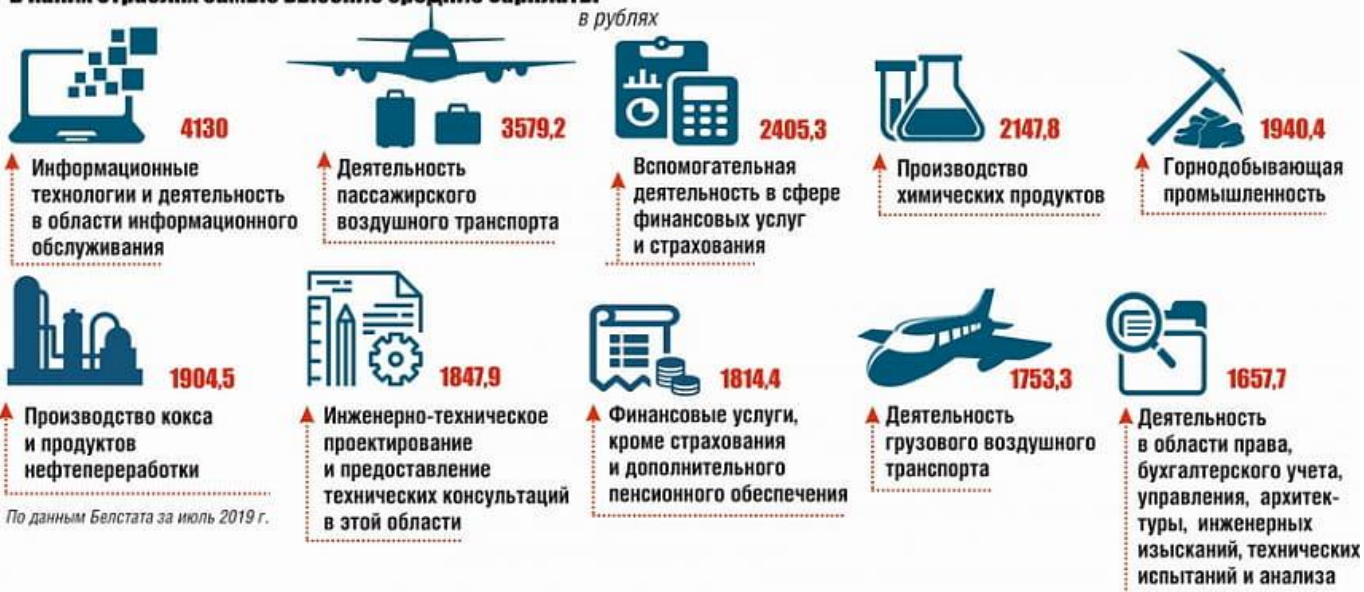 в рублях
4130
Информационные
технологии и деятельность
в области информационного
обслуживания
3579,2
Деятельность
пассажирского
воздушного транспорта
2405,3
Вспомогательная
деятельность в сфере
финансовых услуг
и страхования
2147,8
Производство
химических продуктов
1940,4
Горнодобывающая
промышленность
1904,5
Производство кокса
и продуктов
нефтепереработки
1847,9
Инженерно-техническое
проектирование
и предоставление
технических консультаций
в этой области
1814,4
Финансовые услуги,
кроме страхования
и дополнительного
пенсионного обеспечения
1753,3
Деятельность
грузового воздушного
транспорта
1657,7
Деятельность
в области права,
бухгалтерского учета,
управления, архитек-
туры, инженерных
изысканий, технических
испытаний и анализа
По данным Белстата за июль 2019 г.